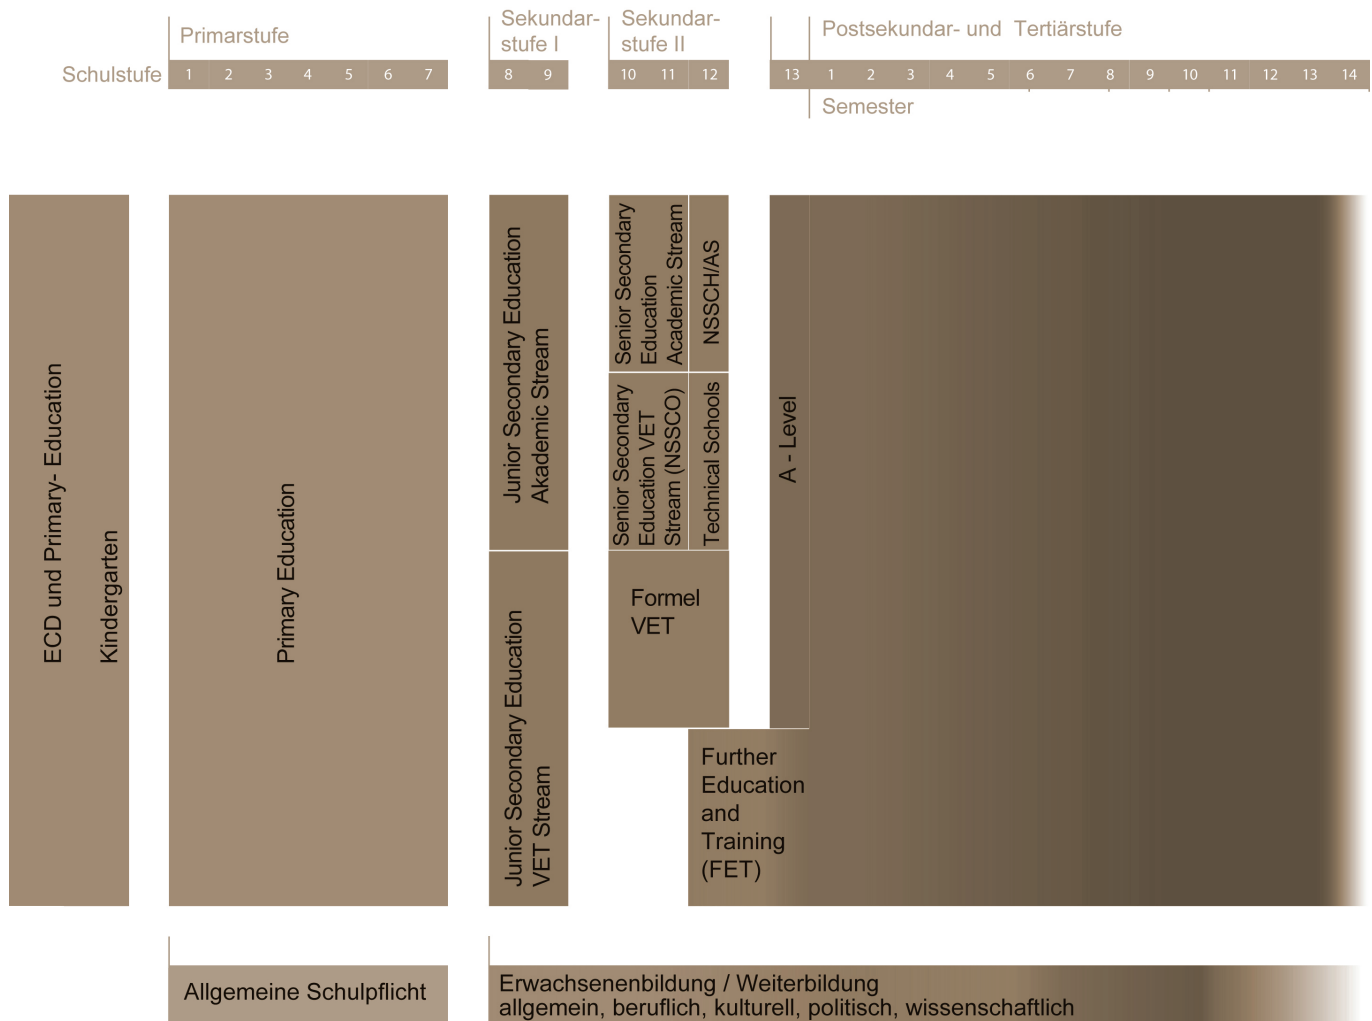 Primarstufe
Sekundar-
stufe I
Sekundar-
stufe II
Postsekundar- und Tertiärstufe
Schulstufe
1 2 3 4 5 6 7
8 9
10 11 12
13 1 2 3 4 5 6 7 8 9 10 11 12 13 14
Semester
ECD und Primary- Education
Kindergarten
Primary Education
Junior Secondary Education
Akademic Stream
Junior Secondary Education
VET Stream
Senior Secondary
Education
Academic Stream
NSSCH/AS
Senior Secondary
Education VET
Stream (NSSCO)
Technical Schools
Formel
VET
A - Level
Further
Education
and
Training
(FET)
Allgemeine Schulpflicht
Erwachsenenbildung / Weiterbildung
allgemein, beruflich, kulturell, politisch, wissenschaftlich